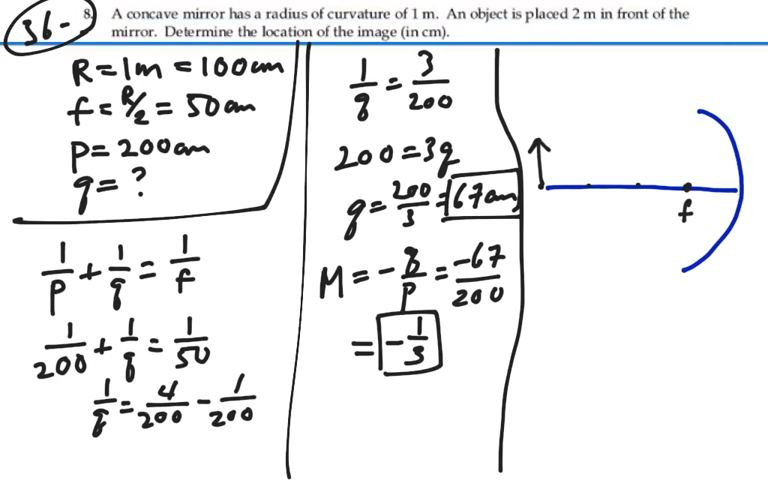 36-
8. A concave mirror has a radius of curvature of 1 m. An object is placed 2 m in front of the
mirror. Determine the location of the image (in cm).
R=1m=100cm
f=R/2=50cm
P=200cm
q=?
1/P+1/q=1/f
1/200+1/q=1/50
1/q=4/200-1/200
1/q=3/200
200=3q
q=200/3=67cm
M=-q/P=-67/200
=-1/3
f